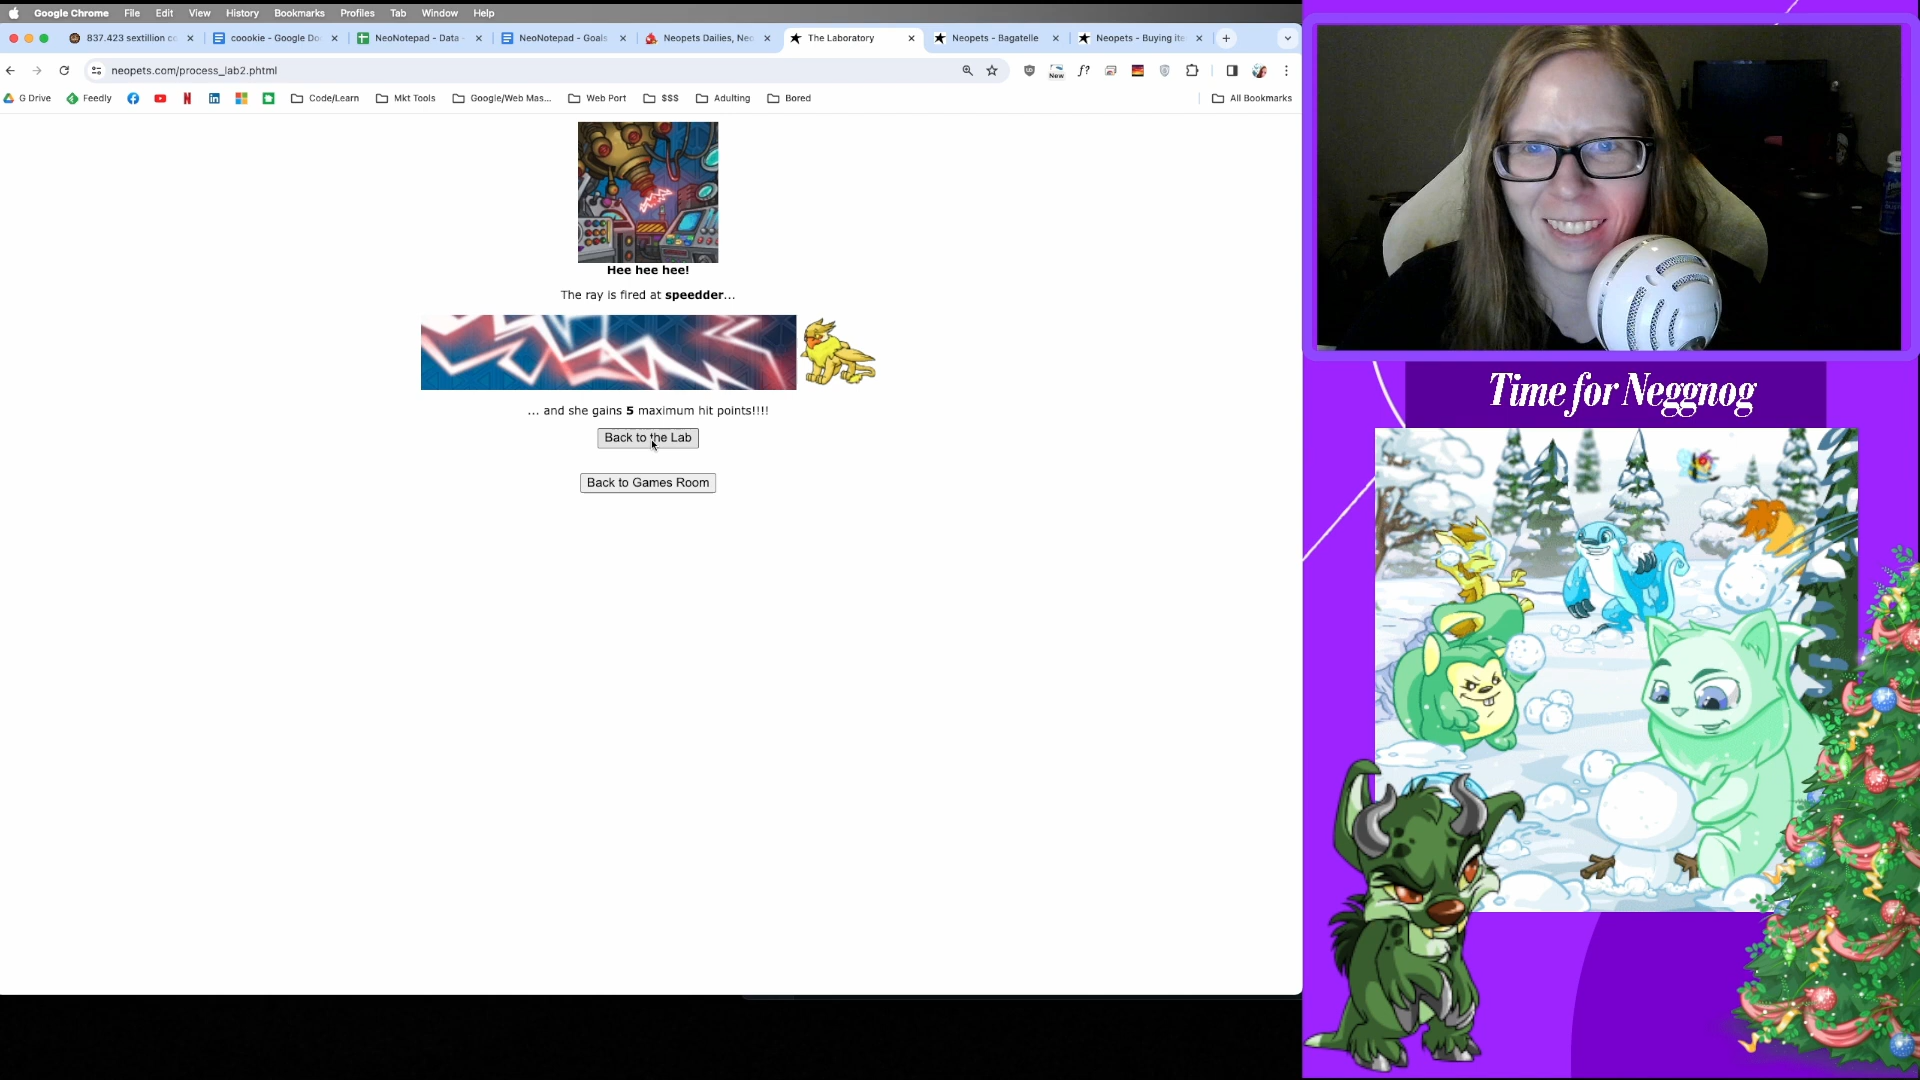 Google Chrome File Edit View History Bookmarks Profiles Tab Window Help
837.423 sextillion co
coookie - Google Do
NeoNotepad - Data -
NeoNotepad - Goals
Neopets Dailies, Neo
The Laboratory
Neopets - Bagatelle
Neopets - Buying ite
neopets.com/process_lab2.phtml
New
f?
G Drive Feedly Code/Learn Mkt Tools Google/Web Mas... Web Port $$$ Adulting Bored All Bookmarks
Hee hee hee!
The ray is fired at speedder...
... and she gains 5 maximum hit points!!!!
Back to the Lab
Back to Games Room
Time for Neggnog